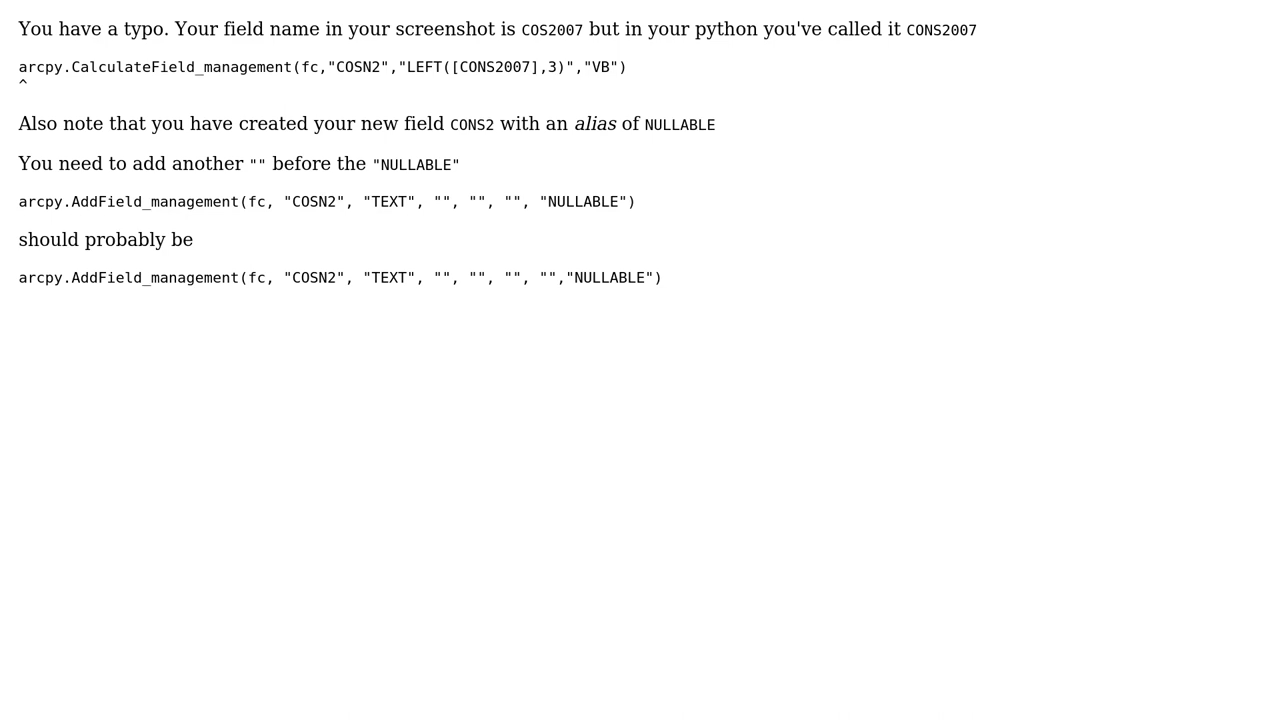 You have a typo. Your field name in your screenshot is COS2007 but in your python you've called it CONS2007
arcpy.CalculateField_management(fc,"COSN2","LEFT([CONS2007],3)","VB")
^
Also note that you have created your new field CONS2 with an alias of NULLABLE
You need to add another "" before the "NULLABLE"
arcpy.AddField_management(fc, "COSN2", "TEXT", "", "", "", "NULLABLE")
should probably be
arcpy.AddField_management(fc, "COSN2", "TEXT", "", "", "", "","NULLABLE")